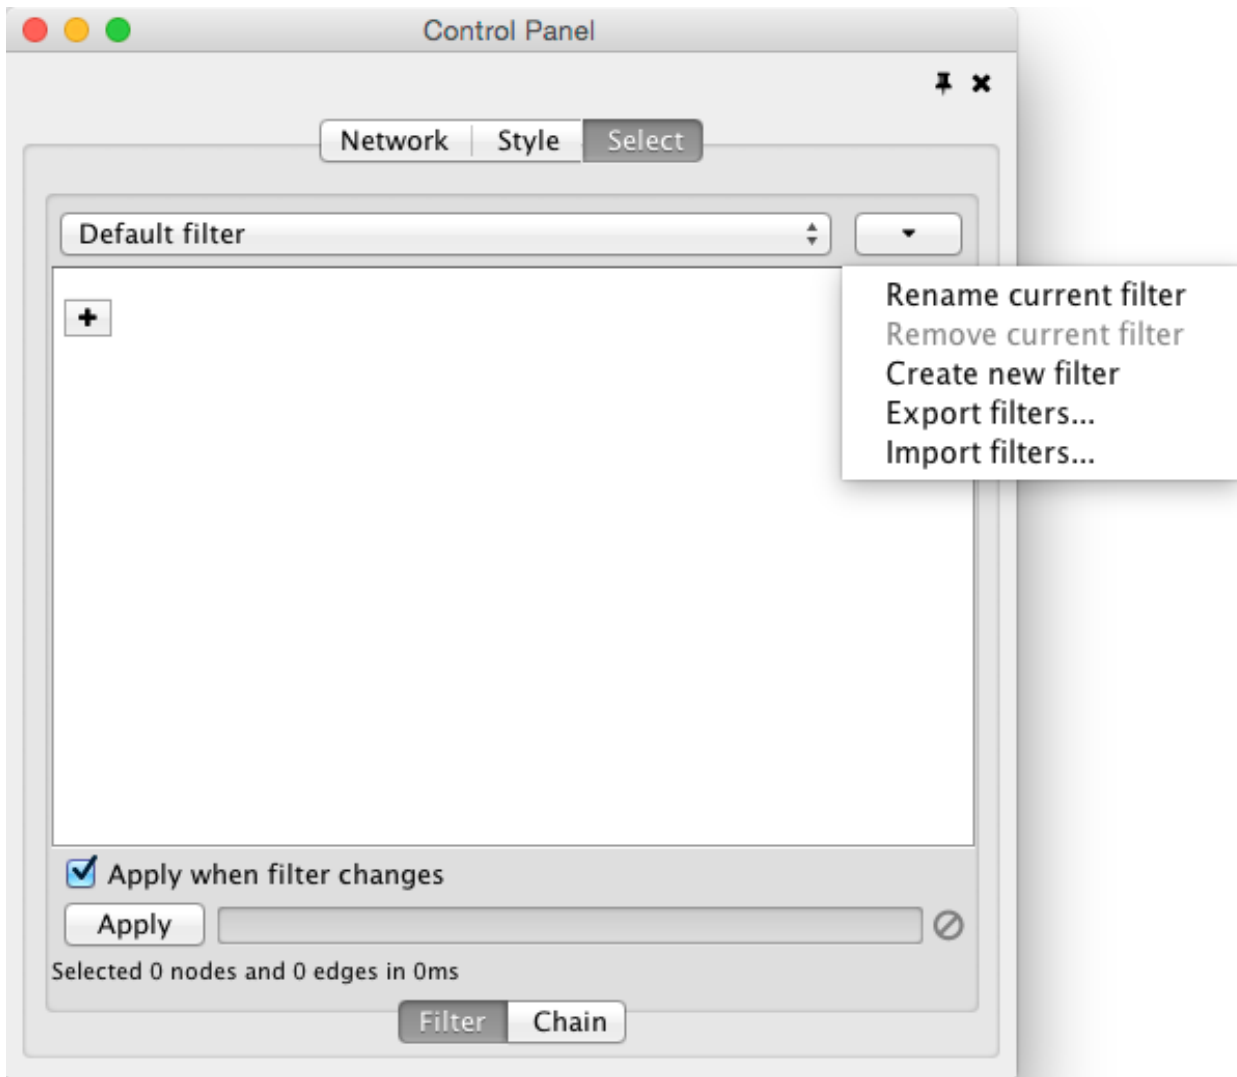 Control Panel
Network Style Select
Default filter
Rename current filter
Remove current filter
Create new filter
Export filters...
Import filters...
Apply when filter changes
Apply
Selected 0 nodes and 0 edges in 0ms
Filter Chain